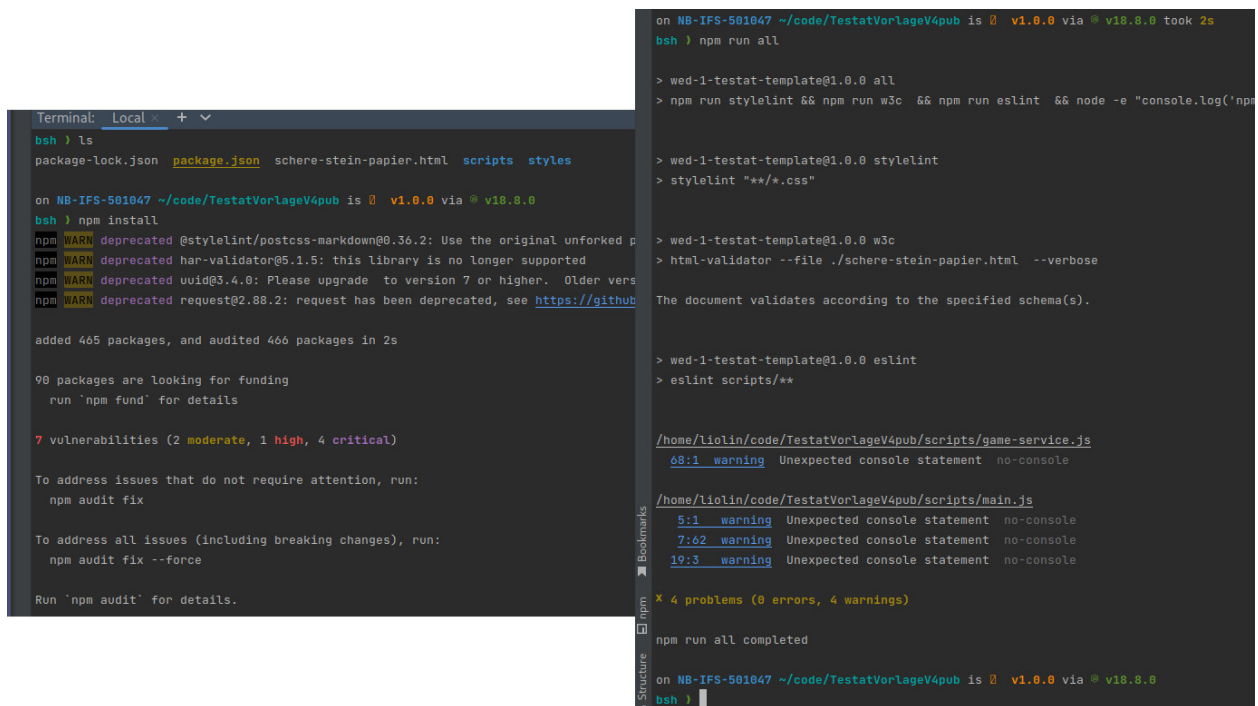 Terminal: Local × +
bsh ❯ ls
package-lock.json package.json schere-stein-papier.html scripts styles
on NB-IFS-501047 ~/code/TestatVorlageV4pub is v1.0.0 via v18.8.0
bsh ❯ npm install
npm WARN deprecated @stylelint/postcss-markdown@0.36.2: Use the original unforked p
npm WARN deprecated har-validator@5.1.5: this library is no longer supported
npm WARN deprecated uuid@3.4.0: Please upgrade  to version 7 or higher.  Older vers
npm WARN deprecated request@2.88.2: request has been deprecated, see https://github
added 465 packages, and audited 466 packages in 2s
90 packages are looking for funding
run `npm fund` for details
7 vulnerabilities (2 moderate, 1 high, 4 critical)
To address issues that do not require attention, run:
npm audit fix
To address all issues (including breaking changes), run:
npm audit fix --force
Run `npm audit` for details.
on NB-IFS-501047 ~/code/TestatVorlageV4pub is v1.0.0 via v18.8.0 took 2s
bsh ❯ npm run all
> wed-1-testat-template@1.0.0 all
> npm run stylelint && npm run w3c  && npm run eslint  && node -e "console.log('npm
> wed-1-testat-template@1.0.0 stylelint
> stylelint "**/*.css"
> wed-1-testat-template@1.0.0 w3c
> html-validator --file ./schere-stein-papier.html  --verbose
The document validates according to the specified schema(s).
> wed-1-testat-template@1.0.0 eslint
> eslint scripts/**
/home/liolin/code/TestatVorlageV4pub/scripts/game-service.js
68:1  warning  Unexpected console statement  no-console
/home/liolin/code/TestatVorlageV4pub/scripts/main.js
5:1   warning  Unexpected console statement  no-console
7:62  warning  Unexpected console statement  no-console
19:3   warning  Unexpected console statement  no-console
✖ 4 problems (0 errors, 4 warnings)
npm run all completed
on NB-IFS-501047 ~/code/TestatVorlageV4pub is v1.0.0 via v18.8.0
bsh ❯
Bookmarks
npm
Structure